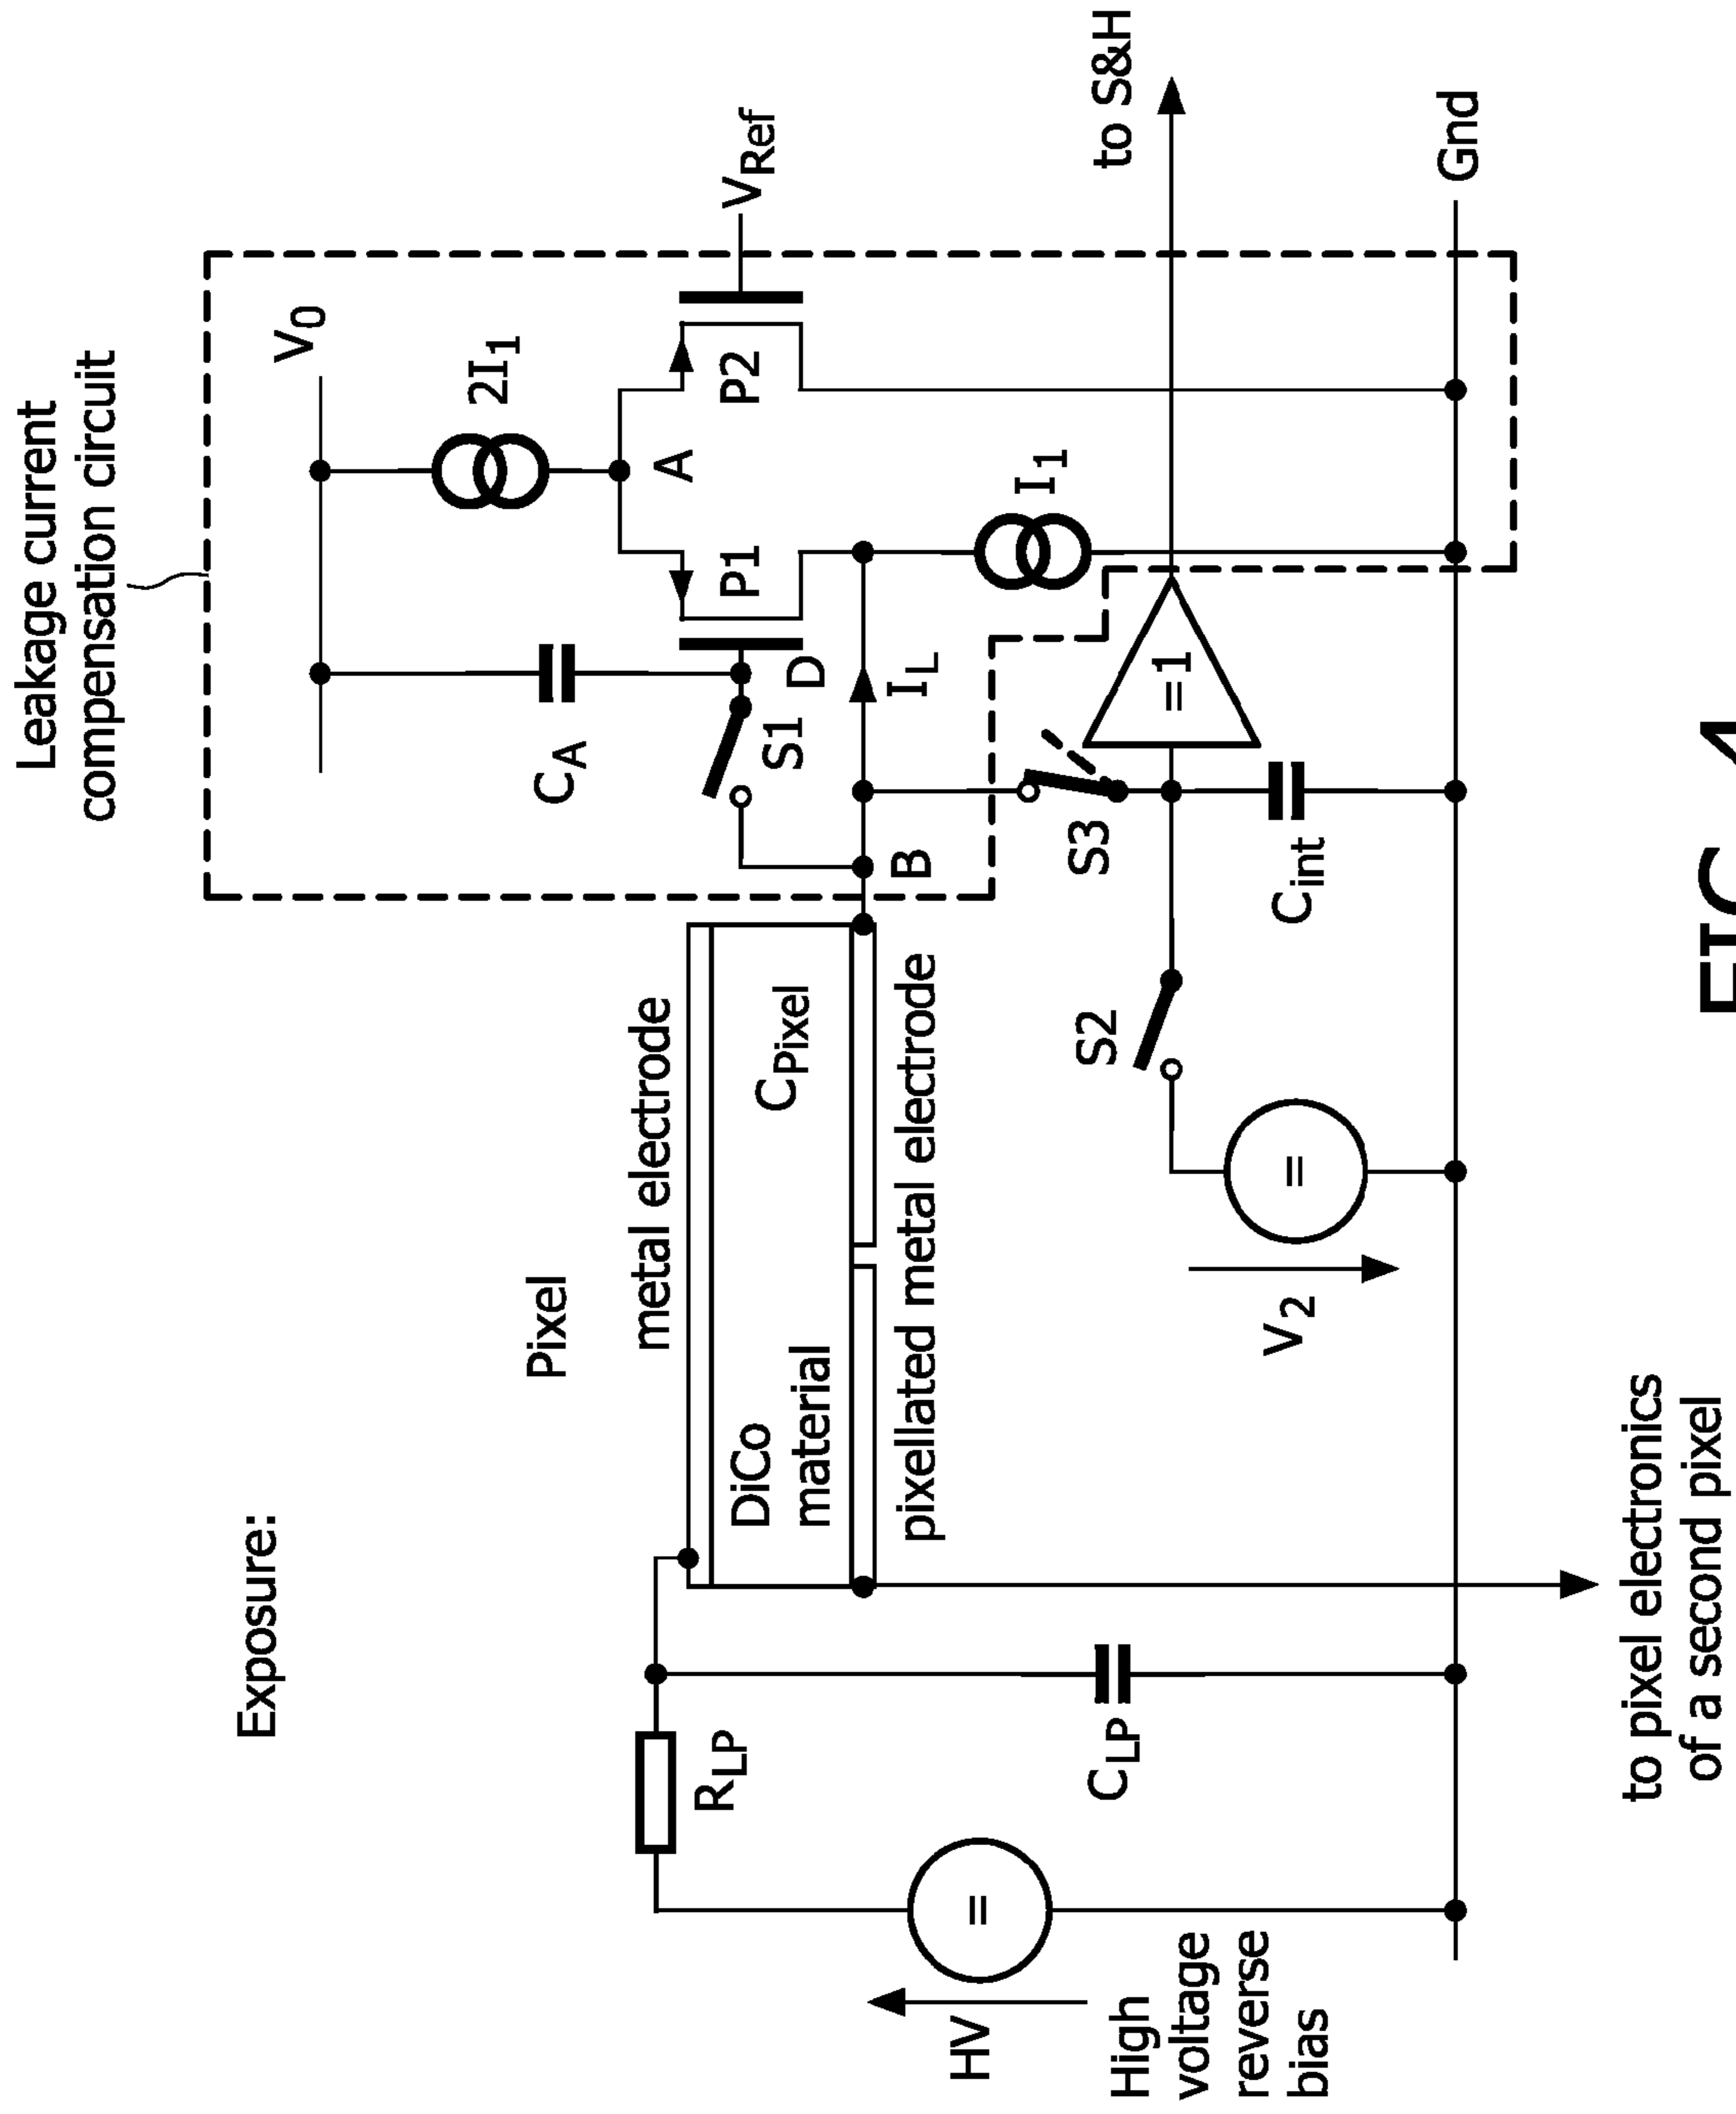 Leakage current
compensation circuit
Exposure:
V0
2I1
CA
Pixel
metal electrode
A
P1
P2
VRef
S1
D
RLP
DiCo
material
CPixel
pixellated metal electrode
B
IL
I1
HV
High
voltage
reverse
bias
CLP
S2
S3
=
=
=1
to S&H
V2
Cint
Gnd
to pixel electronics
of a second pixel